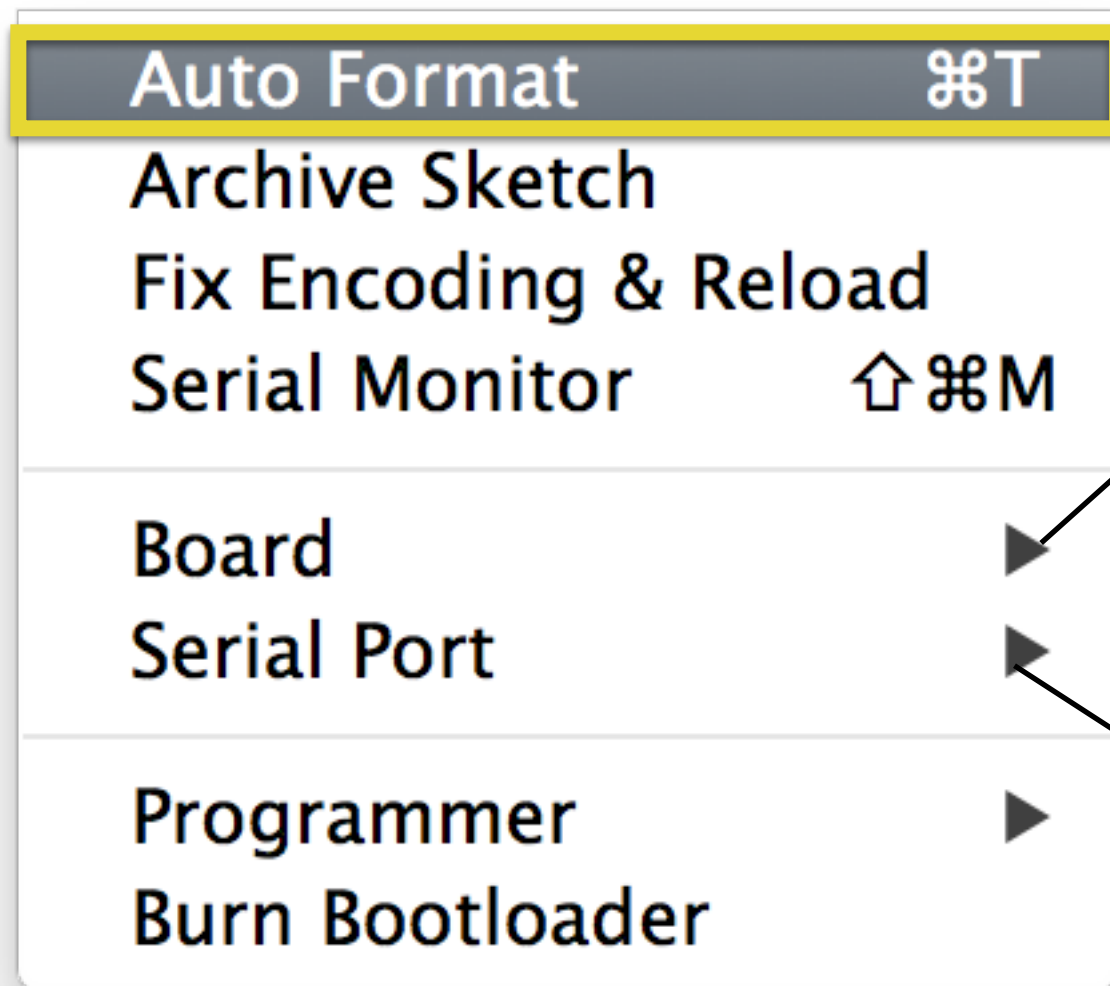 Auto Format ⌘T
Archive Sketch
Fix Encoding & Reload
Serial Monitor ⇧⌘M
Board ▶
Serial Port ▶
Programmer ▶
Burn Bootloader